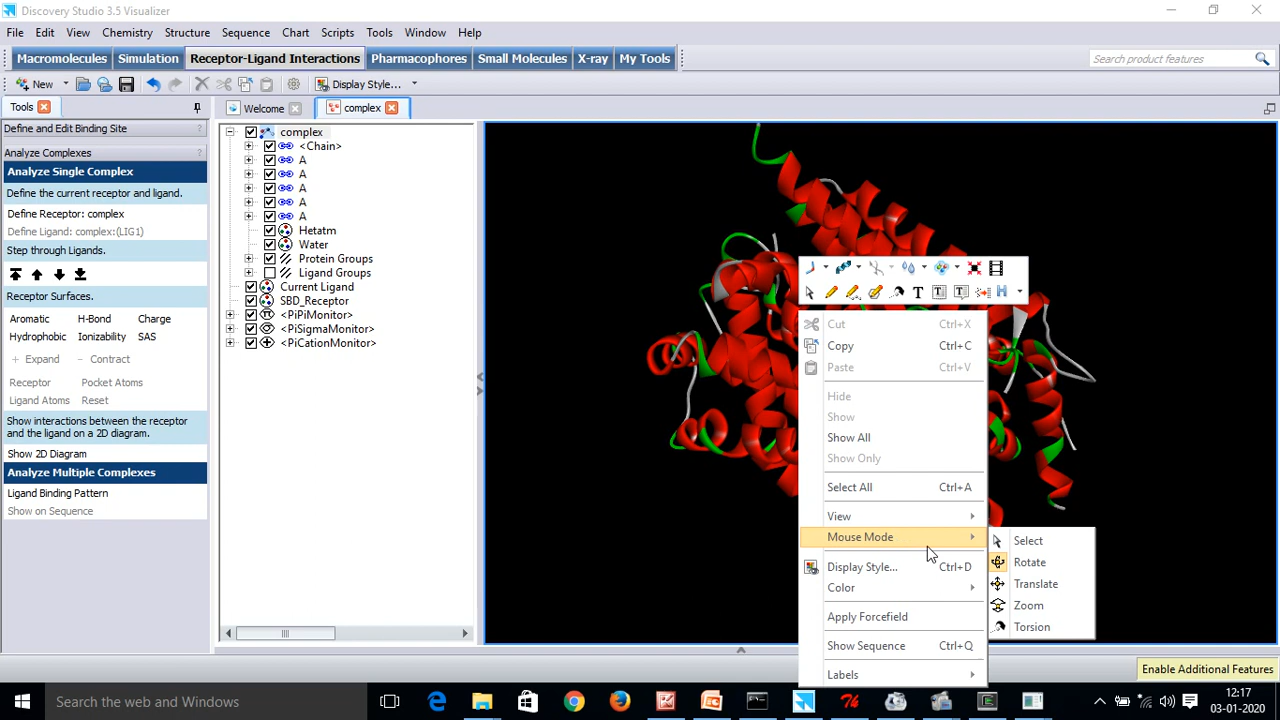 Discovery Studio 3.5 Visualizer
File Edit View Chemistry Structure Sequence Chart Scripts Tools Window Help
Macromolecules Simulation Receptor-Ligand Interactions Pharmacophores Small Molecules X-ray My Tools Search product features
New Display Style...
Tools Welcome complex
Define and Edit Binding Site ?
Analyze Complexes ?
Analyze Single Complex
Define the current receptor and ligand.
Define Receptor: complex
Define Ligand: complex:(LIG1)
Step through Ligands.
Receptor Surfaces.
Aromatic H-Bond Charge
Hydrophobic Ionizability SAS
+ Expand - Contract
Receptor Pocket Atoms
Ligand Atoms Reset
Show interactions between the receptor
and the ligand on a 2D diagram.
Show 2D Diagram
Analyze Multiple Complexes
Ligand Binding Pattern
Show on Sequence
complex
<Chain>
A
A
A
A
A
Hetatm
Water
Protein Groups
Ligand Groups
Current Ligand
SBD_Receptor
<PiPiMonitor>
<PiSigmaMonitor>
<PiCationMonitor>
T T T H
Cut Ctrl+X
Copy Ctrl+C
Paste Ctrl+V
Hide
Show
Show All
Show Only
Select All Ctrl+A
View
Mouse Mode
Display Style... Ctrl+D
Color
Apply Forcefield
Show Sequence Ctrl+Q
Labels
Select
Rotate
Translate
Zoom
Torsion
Enable Additional Features
Search the web and Windows
12:17
03-01-2020